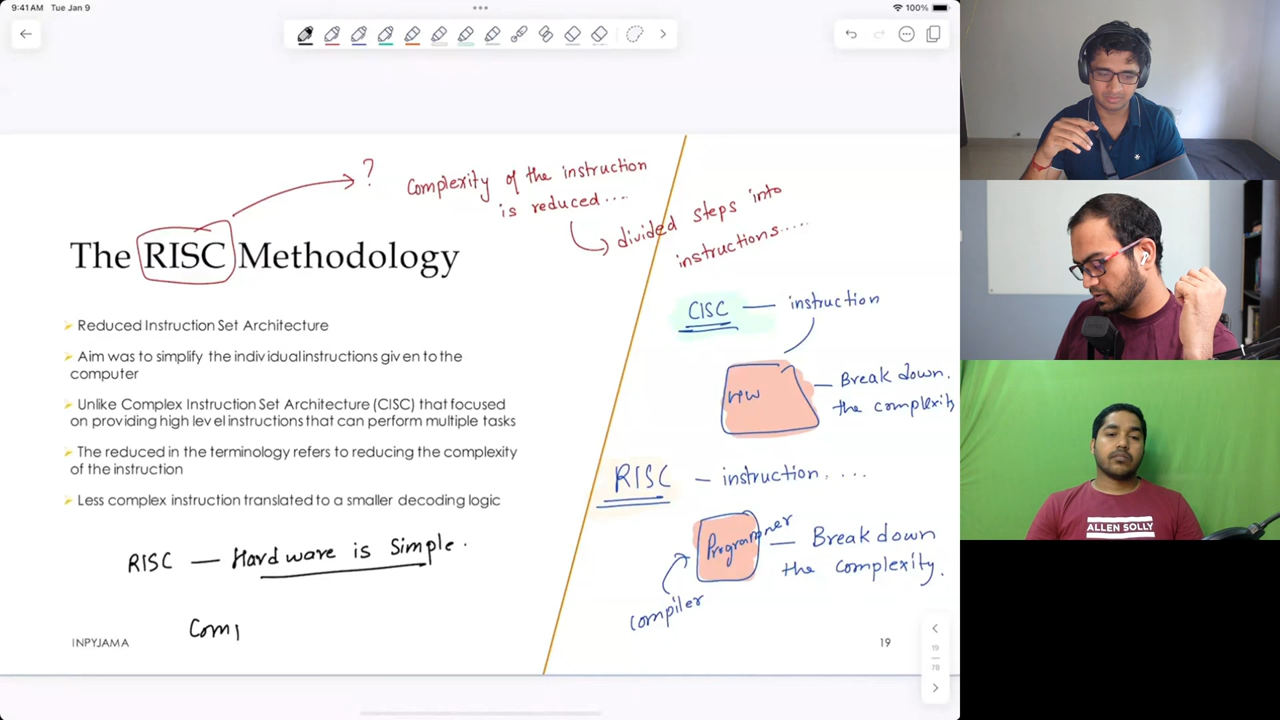 9:41 AM Tue Jan 9
100%
?
Complexity of the instruction
is reduced....
divided steps into
instructions.....
The RISC Methodology
CISC — instruction
Reduced Instruction Set Architecture
Aim was to simplify the individual instructions given to the
computer
Unlike Complex Instruction Set Architecture (CISC) that focused
on providing high level instructions that can perform multiple tasks
The reduced in the terminology refers to reducing the complexity
of the instruction
Less complex instruction translated to a smaller decoding logic
— Break down.
the complexity
RISC — instruction. ...
Programmer — Breakdown
the complexity.
compiler
RISC — Hardware is Simple.
Com
INPYJAMA
19
19
78
ALLEN SOLLY